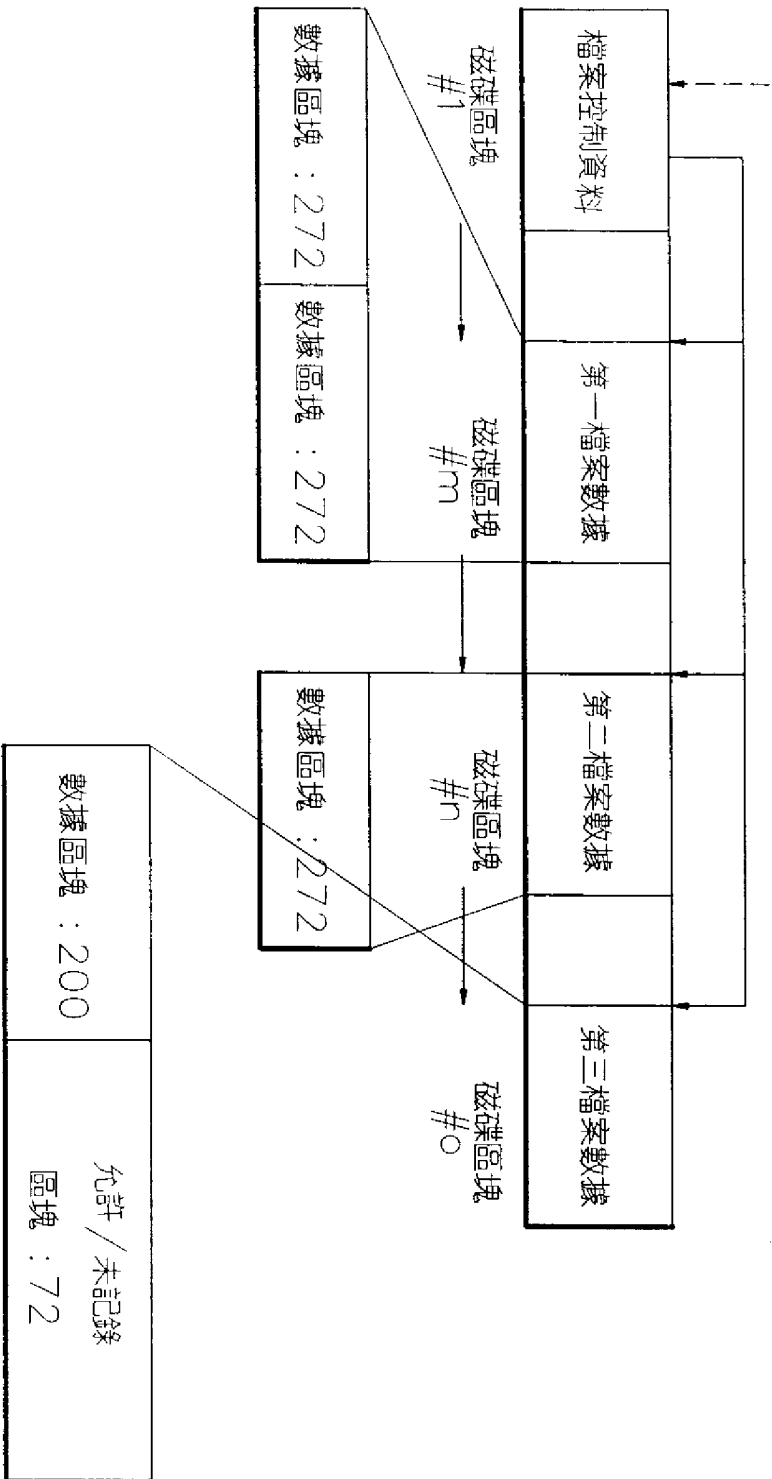 檔案控制資料
第一檔案數據
第二檔案數據
第三檔案數據
磁碟區塊
#1
磁碟區塊
#m
磁碟區塊
#n
磁碟區塊
#o
數據區塊：272
數據區塊：272
數據區塊：272
數據區塊：200
允許/未記錄
區塊：72